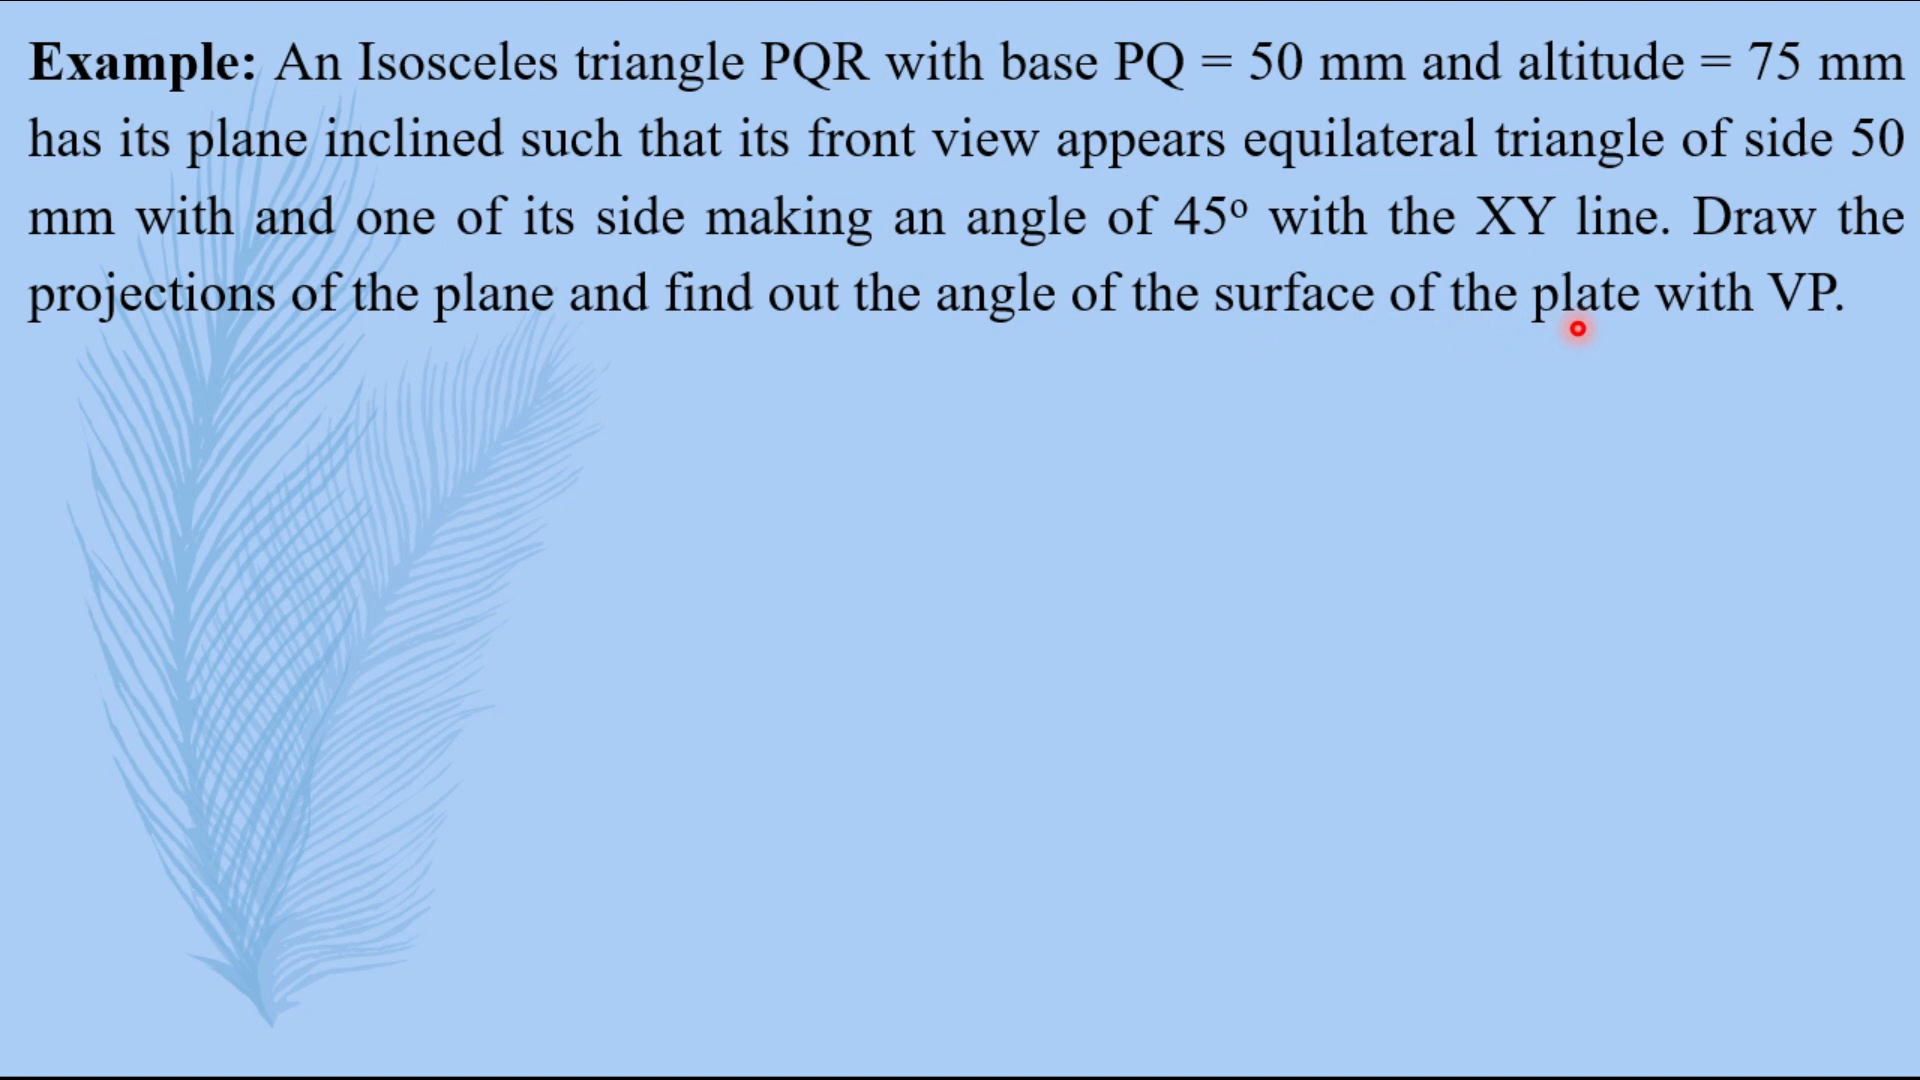 Example: An Isosceles triangle PQR with base PQ = 50 mm and altitude = 75 mm
has its plane inclined such that its front view appears equilateral triangle of side 50
mm with and one of its side making an angle of 45º with the XY line. Draw the
projections of the plane and find out the angle of the surface of the plate with VP.